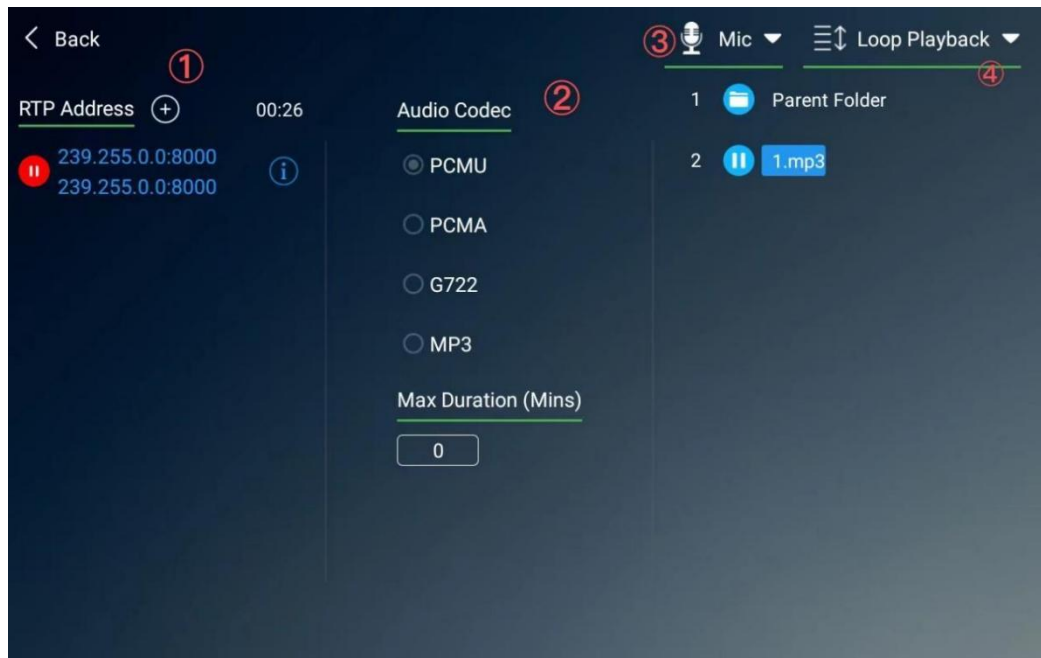 Back
①
③ Mic
Loop Playback
④
RTP Address
00:26
239.255.0.0:8000
239.255.0.0:8000
Audio Codec
②
PCMU
PCMA
G722
MP3
Max Duration (Mins)
0
1 Parent Folder
2 1.mp3